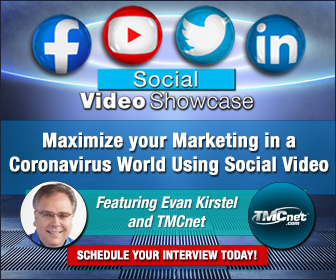 Social
Video Showcase
Maximize your Marketing in a
Coronavirus World Using Social Video
Featuring Evan Kirstel
and TMCnet
TMCnet
.com
SCHEDULE YOUR INTERVIEW TODAY!